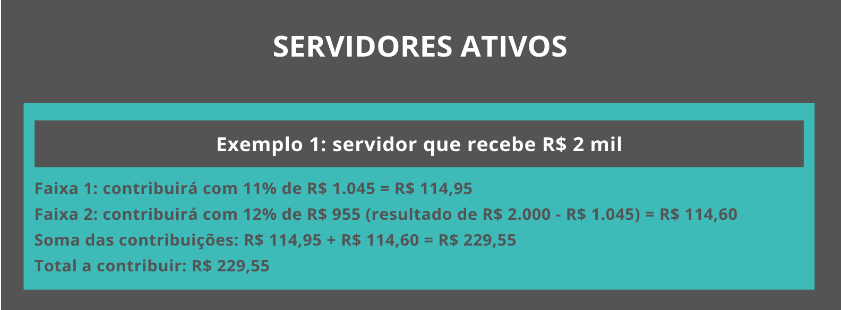 SERVIDORES ATIVOS
Exemplo 1: servidor que recebe R$ 2 mil
Faixa 1: contribuirá com 11% de R$ 1.045 = R$ 114,95
Faixa 2: contribuirá com 12% de R$ 955 (resultado de R$ 2.000 - R$ 1.045) = R$ 114,60
Soma das contribuições: R$ 114,95 + R$ 114,60 = R$ 229,55
Total a contribuir: R$ 229,55